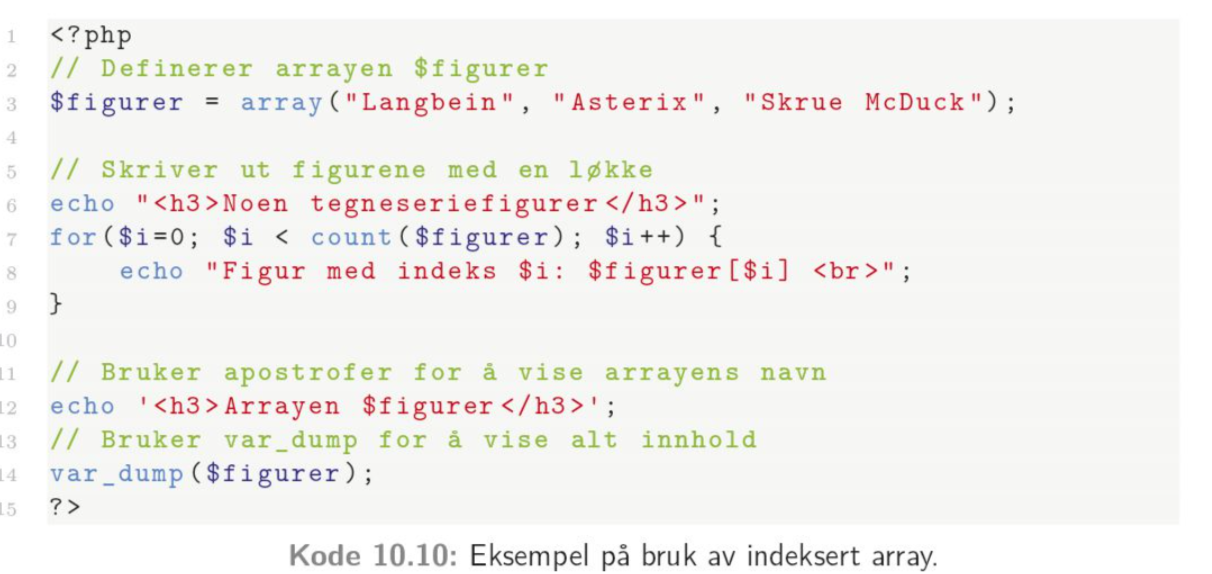 1 <?php
2 // Definerer arrayen $figurer
3 $figurer = array("Langbein", "Asterix", "Skrue McDuck");
4
5 // Skriver ut figurene med en løkke
6 echo "<h3>Noen tegneseriefigurer</h3>";
7 for($i=0; $i < count($figurer); $i++) {
8 echo "Figur med indeks $i: $figurer[$i] <br>";
9 }
10
11 // Bruker apostrofer for å vise arrayens navn
12 echo '<h3>Arrayen $figurer</h3>';
13 // Bruker var_dump for å vise alt innhold
14 var_dump($figurer);
15 ?>
Kode 10.10: Eksempel på bruk av indeksert array.